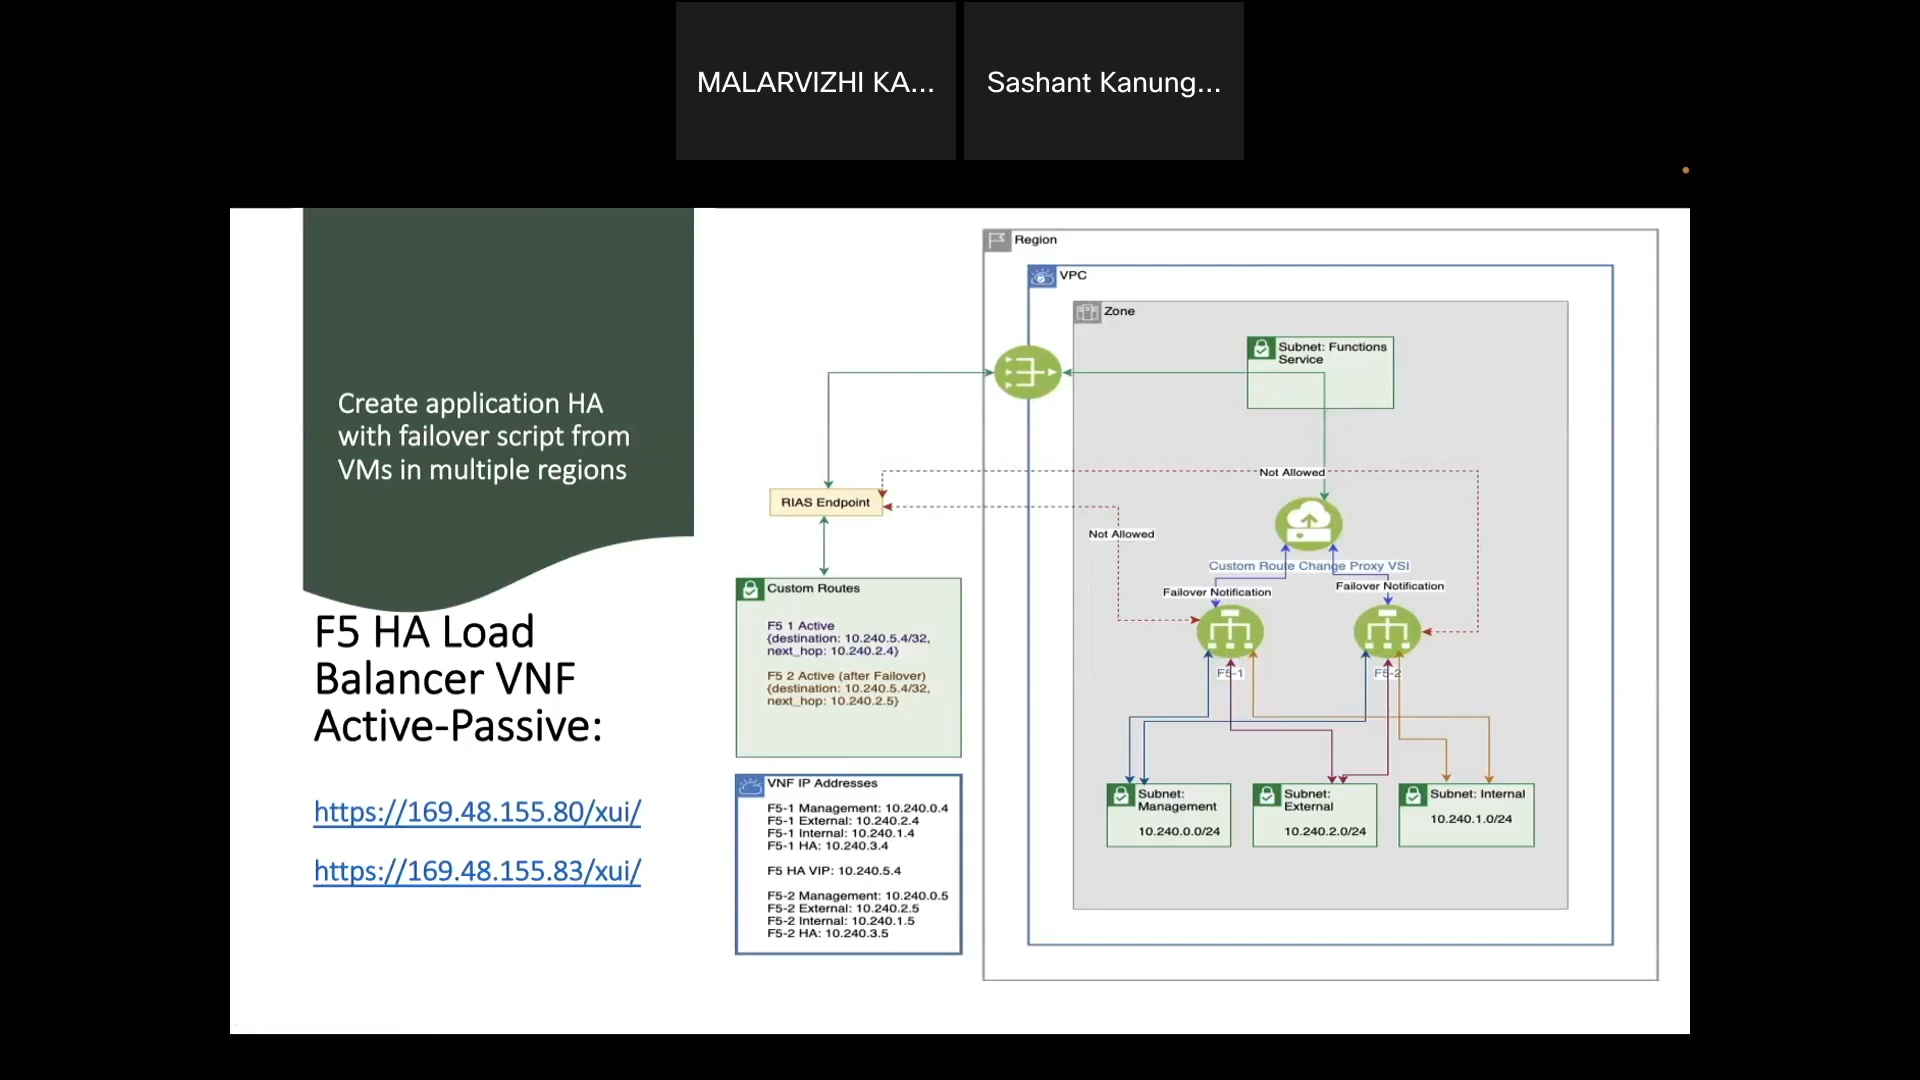 MALARVIZHI KA...
Sashant Kanung...
Create application HA
with failover script from
VMs in multiple regions
F5 HA Load
Balancer VNF
Active-Passive:
https://169.48.155.80/xui/
https://169.48.155.83/xui/
Region
VPC
Zone
Subnet: Functions
Service
Not Allowed
RIAS Endpoint
Not Allowed
Custom Route Change Proxy VSI
Failover Notification
Failover Notification
F5-1
F5-2
Custom Routes
F5 1 Active
{destination: 10.240.5.4/32,
next_hop: 10.240.2.4}
F5 2 Active (after Failover)
{destination: 10.240.5.4/32,
next_hop: 10.240.2.5}
VNF IP Addresses
F5-1 Management: 10.240.0.4
F5-1 External: 10.240.2.4
F5-1 Internal: 10.240.1.4
F5-1 HA: 10.240.3.4
F5 HA VIP: 10.240.5.4
F5-2 Management: 10.240.0.5
F5-2 External: 10.240.2.5
F5-2 Internal: 10.240.1.5
F5-2 HA: 10.240.3.5
Subnet:
Management
10.240.0.0/24
Subnet:
External
10.240.2.0/24
Subnet: Internal
10.240.1.0/24